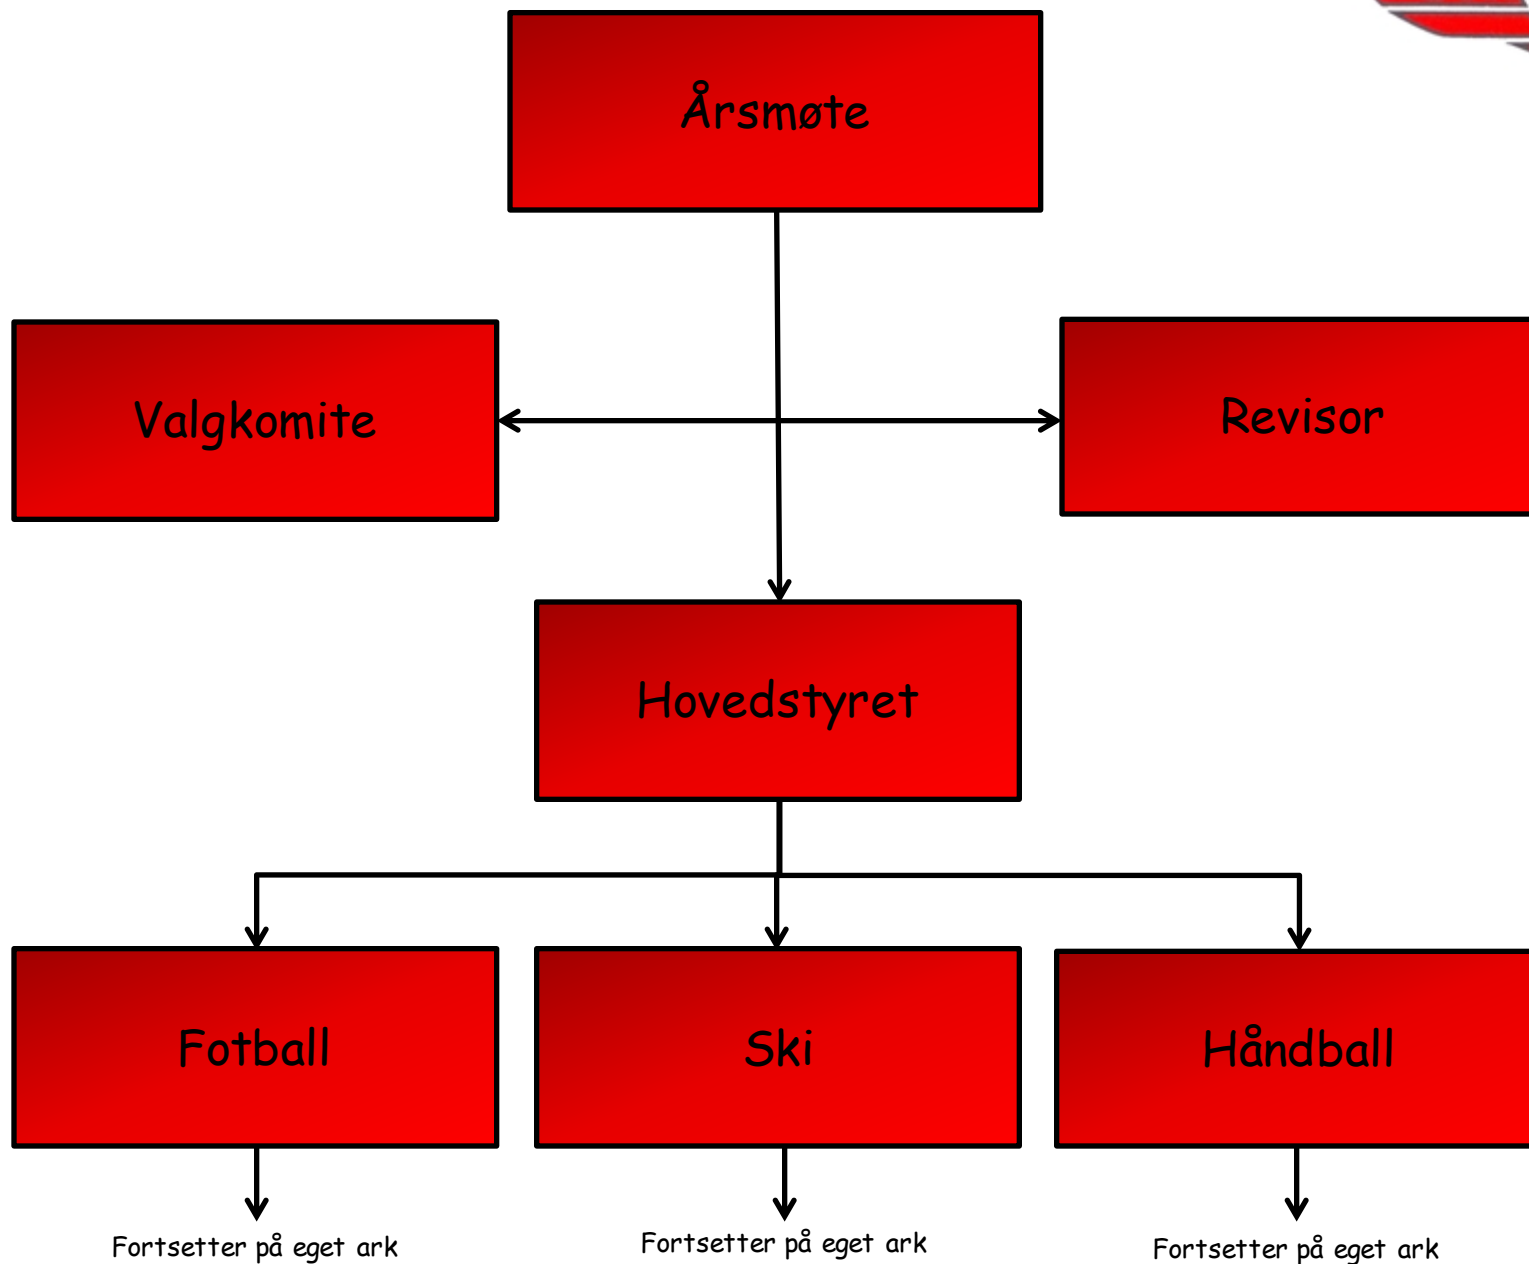 Årsmøte
Valgkomite
Revisor
Hovedstyret
Fotball
Ski
Håndball
Fortsetter på eget ark
Fortsetter på eget ark
Fortsetter på eget ark